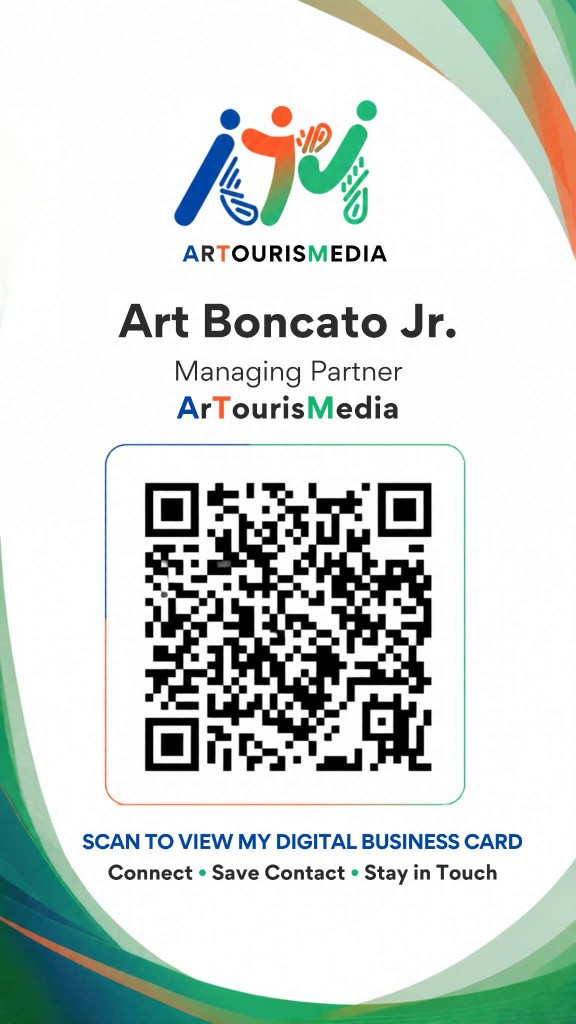 ARTOURISMEDIA
Art Boncato Jr.
Managing Partner
ArTourisMedia
SCAN TO VIEW MY DIGITAL BUSINESS CARD
Connect • Save Contact • Stay in Touch